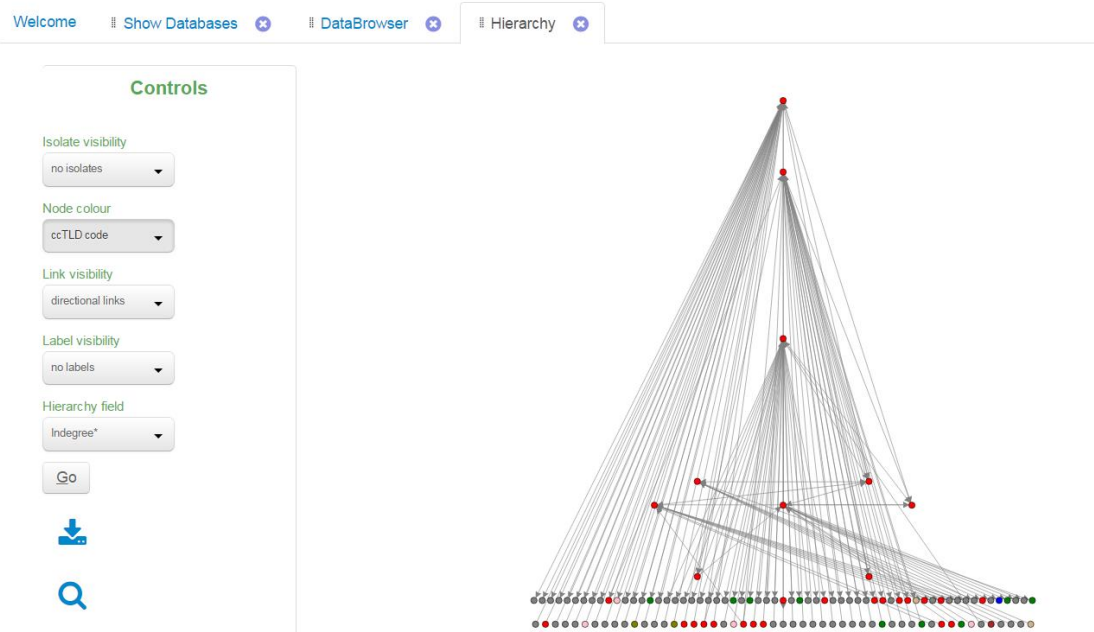 Welcome Show Databases DataBrowser Hierarchy
Controls
Isolate visibility
no isolates
Node colour
ccTLD code
Link visibility
directional links
Label visibility
no labels
Hierarchy field
Indegree*
Go